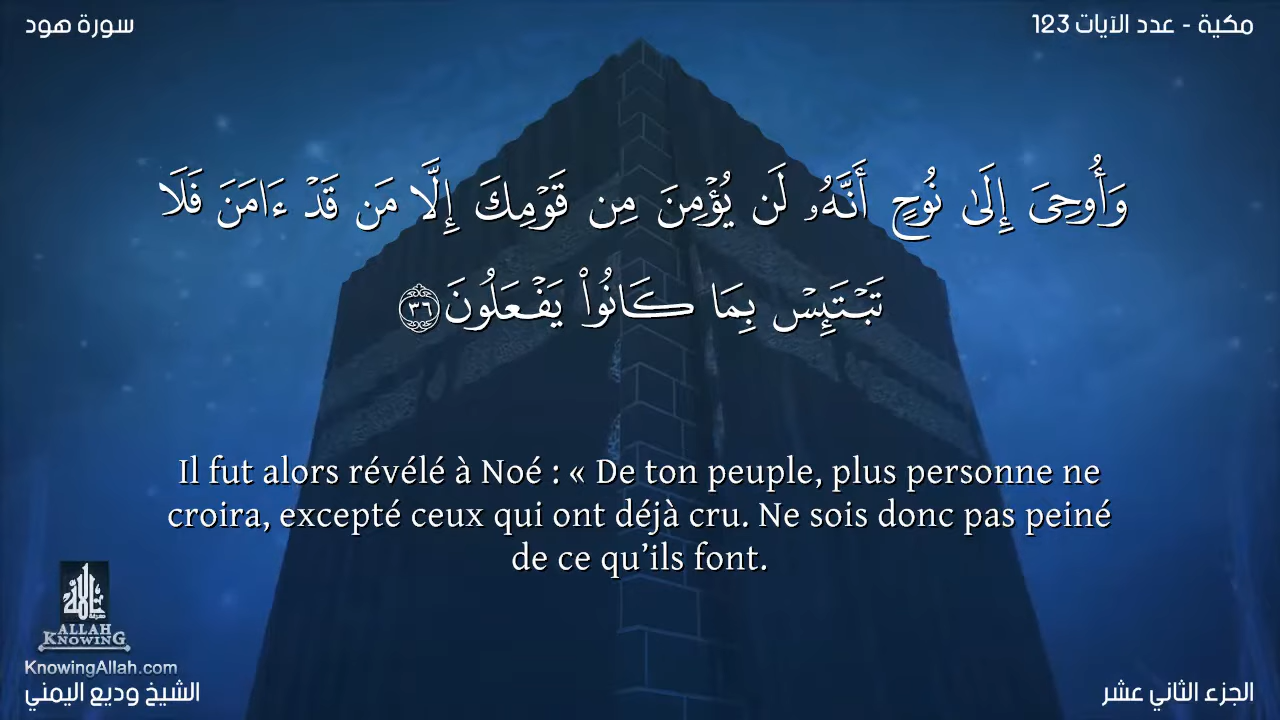 سورة هود
مكية - عدد الآيات 123
وَأُوحِىَ إِلَىٰ نُوحٍ أَنَّهُۥ لَن يُؤْمِنَ مِن قَوْمِكَ إِلَّا مَن قَدْ ءَامَنَ فَلَا
تَبْتَئِسْ بِمَا كَانُوا۟ يَفْعَلُونَ ٣٦
Il fut alors révélé à Noé : « De ton peuple, plus personne ne
croira, excepté ceux qui ont déjà cru. Ne sois donc pas peiné
de ce qu’ils font.
ALLAH
KNOWING
KnowingAllah.com
الشيخ وديع اليمني
الجزء الثاني عشر